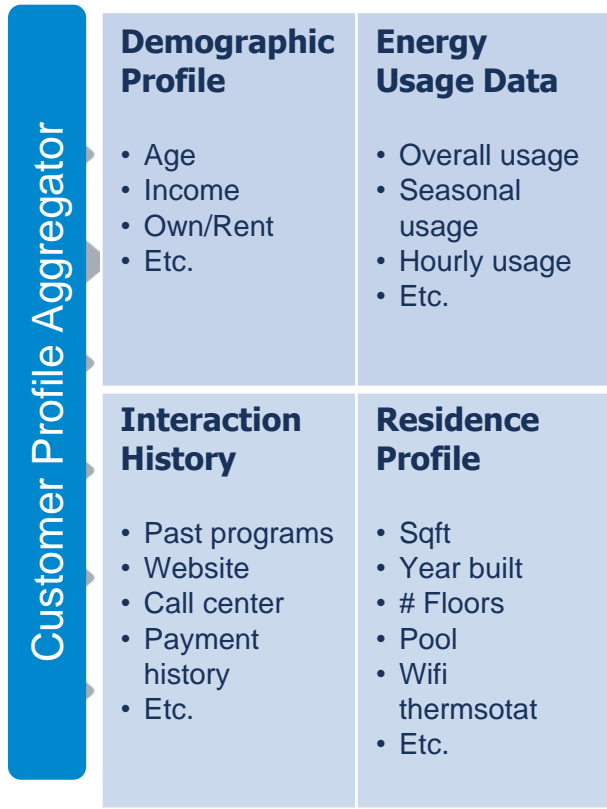 Customer Profile Aggregator
Demographic
Profile
• Age
• Income
• Own/Rent
• Etc.
Energy
Usage Data
• Overall usage
• Seasonal
usage
• Hourly usage
• Etc.
Interaction
History
• Past programs
• Website
• Call center
• Payment
history
• Etc.
Residence
Profile
• Sqft
• Year built
• # Floors
• Pool
• Wifi
thermsotat
• Etc.